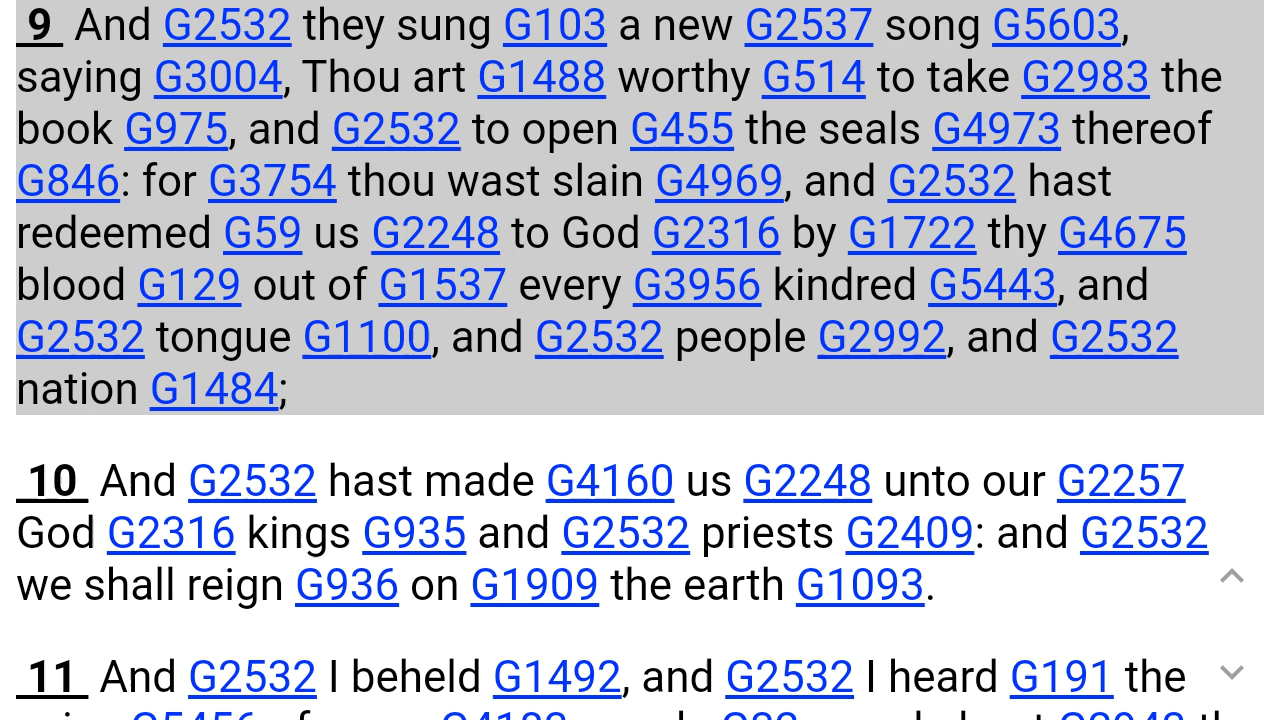 9 And G2532 they sung G103 a new G2537 song G5603,
saying G3004, Thou art G1488 worthy G514 to take G2983 the
book G975, and G2532 to open G455 the seals G4973 thereof
G846: for G3754 thou wast slain G4969, and G2532 hast
redeemed G59 us G2248 to God G2316 by G1722 thy G4675
blood G129 out of G1537 every G3956 kindred G5443, and
G2532 tongue G1100, and G2532 people G2992, and G2532
nation G1484;
10 And G2532 hast made G4160 us G2248 unto our G2257
God G2316 kings G935 and G2532 priests G2409: and G2532
we shall reign G936 on G1909 the earth G1093.
11 And G2532 I beheld G1492, and G2532 I heard G191 the